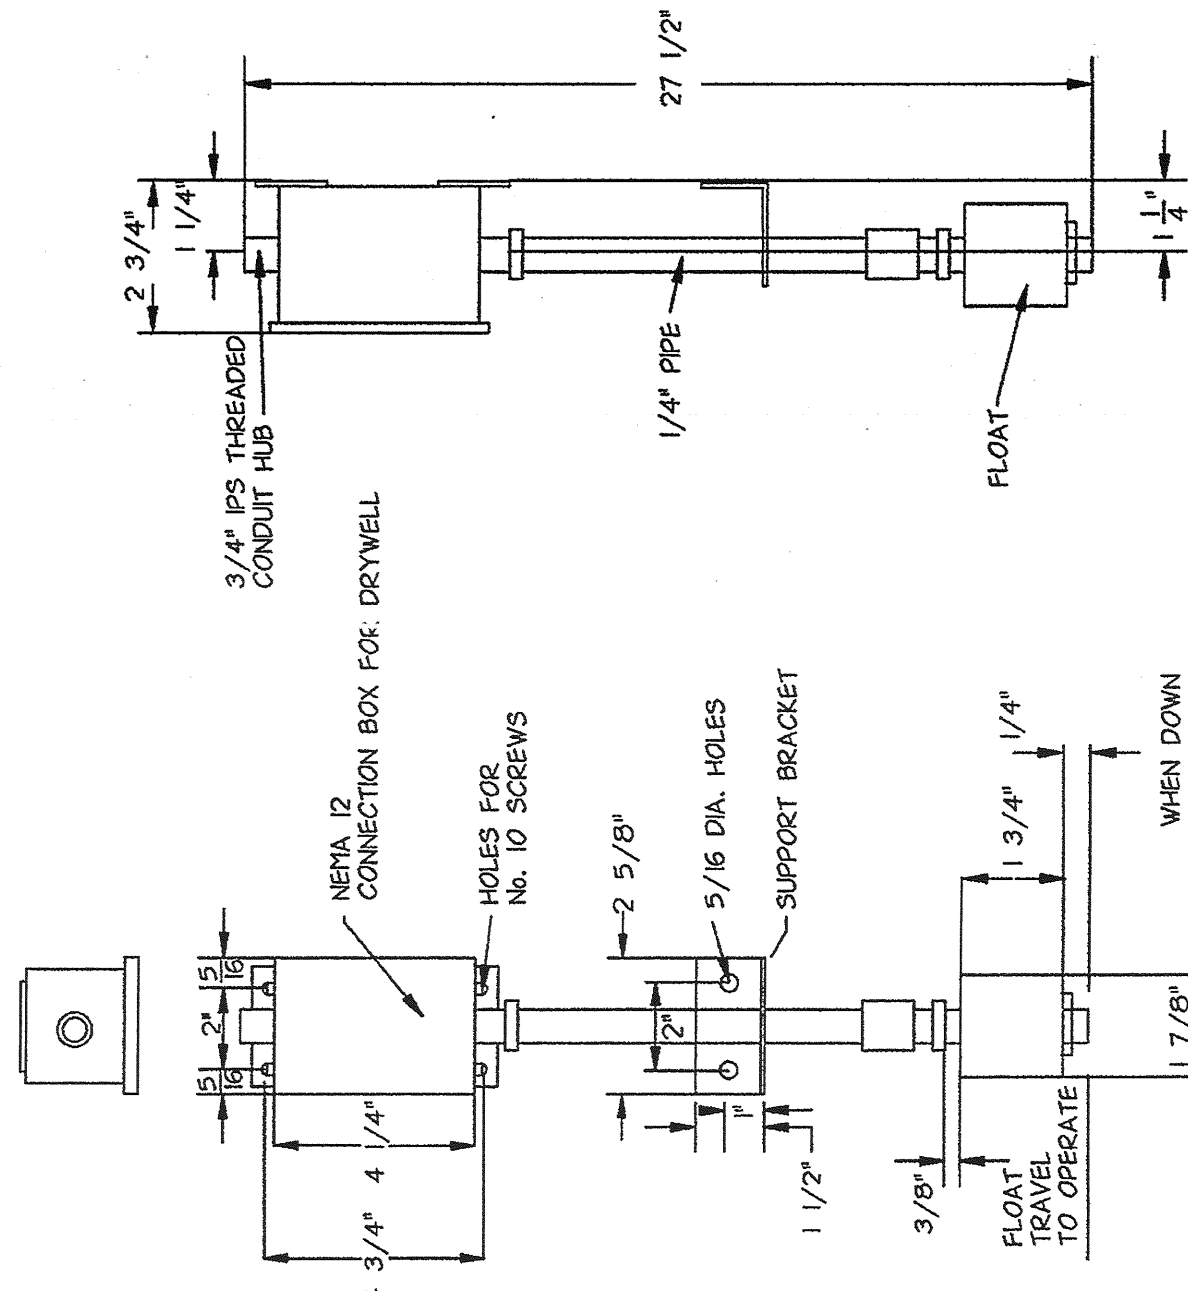 27 1/2"
2 3/4"
1 1/4"
3/4" IPS THREADED
CONDUIT HUB
1/4" PIPE
FLOAT
1 1/4"
NEMA 12
CONNECTION BOX FOR: DRYWELL
HOLES FOR
No. 10 SCREWS
5/16
2"
5/16
4 1/4"
3/4"
2 5/8"
2"
5/16 DIA. HOLES
SUPPORT BRACKET
1"
1 1/2"
3/8"
FLOAT
TRAVEL
TO OPERATE
1 3/4"
1/4"
WHEN DOWN
1 7/8"